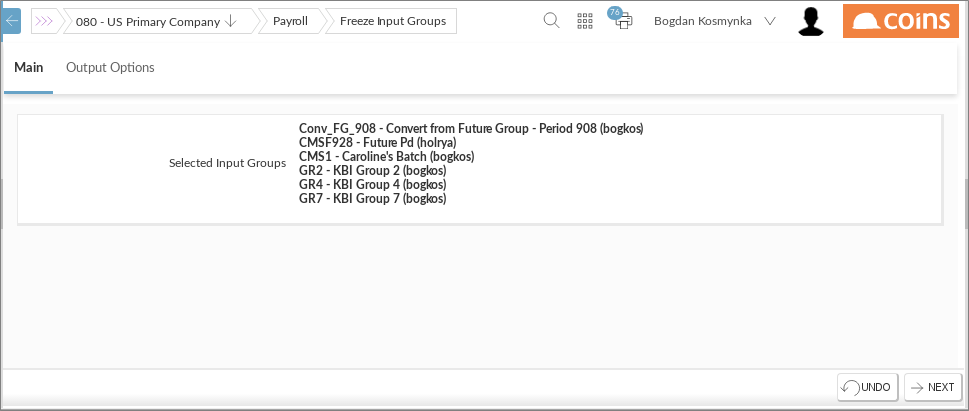 080 - US Primary Company
Payroll
Freeze Input Groups
76
Bogdan Kosmynka
coins
Main
Output Options
Selected Input Groups
Conv_FG_908 - Convert from Future Group - Period 908 (bogkos)
CMSF928 - Future Pd (holrya)
CMS1 - Caroline's Batch (bogkos)
GR2 - KBI Group 2 (bogkos)
GR4 - KBI Group 4 (bogkos)
GR7 - KBI Group 7 (bogkos)
UNDO
NEXT